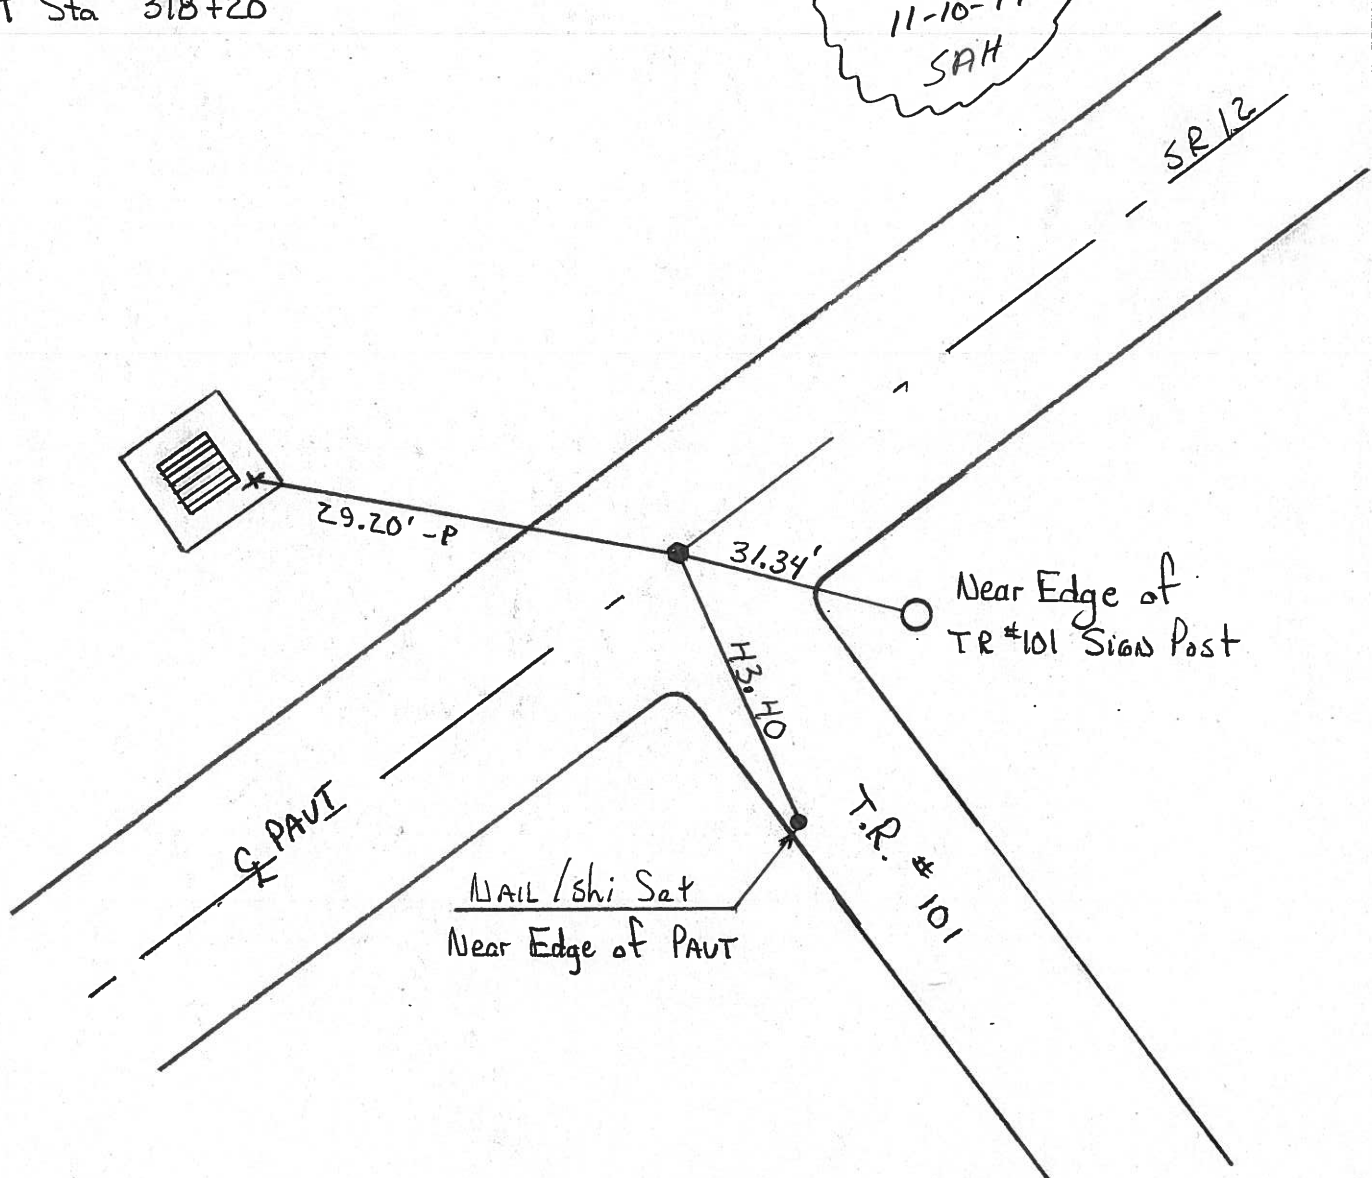 Sta 318+20
11-10-
SAH
SR 12
29.20'-P
31.34'
Near Edge of
TR #101 Sign Post
43.40
℄ PAVT
T.R. # 101
NAIL/Shi Set
Near Edge of PAVT